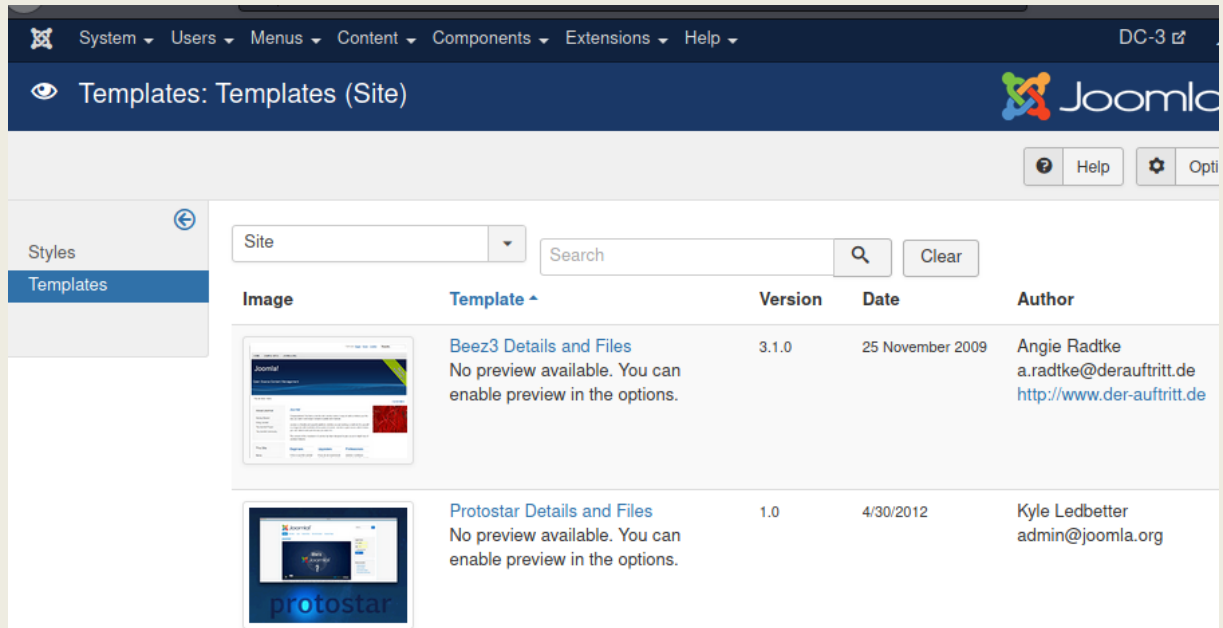 System Users Menus Content Components Extensions Help DC-3
Templates: Templates (Site)
Joomla
Help
Opti
Styles
Templates
Site
Search
Clear
Image Template Version Date Author
Beez3 Details and Files 3.1.0 25 November 2009 Angie Radtke
No preview available. You can a.radtke@derauftritt.de
enable preview in the options. http://www.der-auftritt.de
Joomla!
Protostar Details and Files 1.0 4/30/2012 Kyle Ledbetter
No preview available. You can admin@joomla.org
enable preview in the options.
protostar